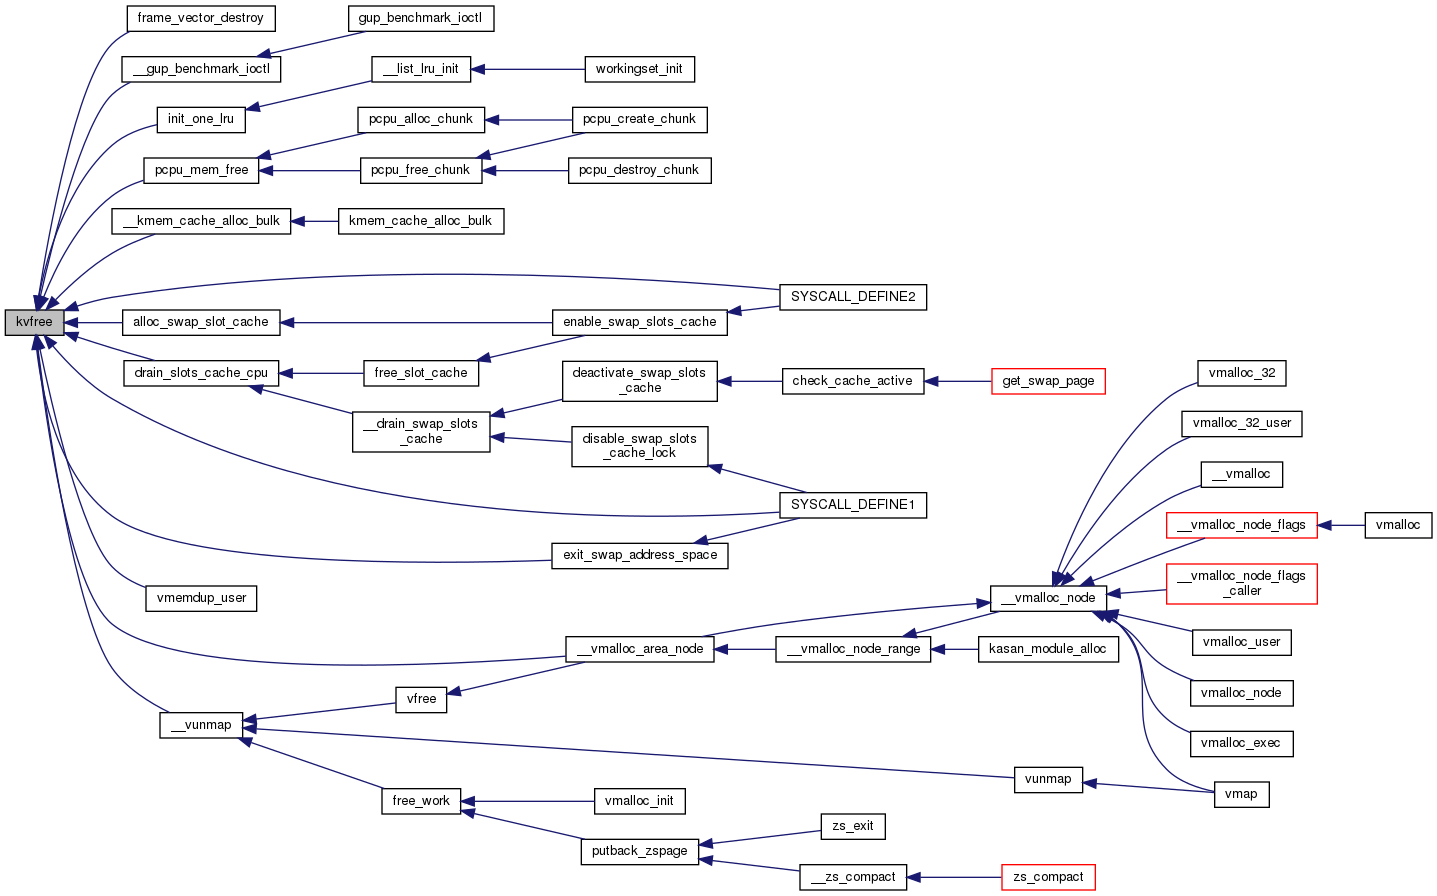 frame_vector_destroy
gup_benchmark_ioctl
__gup_benchmark_ioctl
__list_lru_init
workingset_init
init_one_lru
pcpu_alloc_chunk
pcpu_create_chunk
pcpu_mem_free
pcpu_free_chunk
pcpu_destroy_chunk
__kmem_cache_alloc_bulk
kmem_cache_alloc_bulk
SYSCALL_DEFINE2
kvfree
alloc_swap_slot_cache
enable_swap_slots_cache
drain_slots_cache_cpu
free_slot_cache
deactivate_swap_slots
_cache
check_cache_active
get_swap_page
vmalloc_32
__drain_swap_slots
_cache
disable_swap_slots
_cache_lock
vmalloc_32_user
__vmalloc
SYSCALL_DEFINE1
__vmalloc_node_flags
vmalloc
exit_swap_address_space
__vmalloc_node_flags
_caller
vmemdup_user
__vmalloc_node
vmalloc_user
__vmalloc_area_node
__vmalloc_node_range
kasan_module_alloc
vmalloc_node
vfree
__vunmap
vmalloc_exec
vunmap
vmap
free_work
vmalloc_init
zs_exit
putback_zspage
__zs_compact
zs_compact